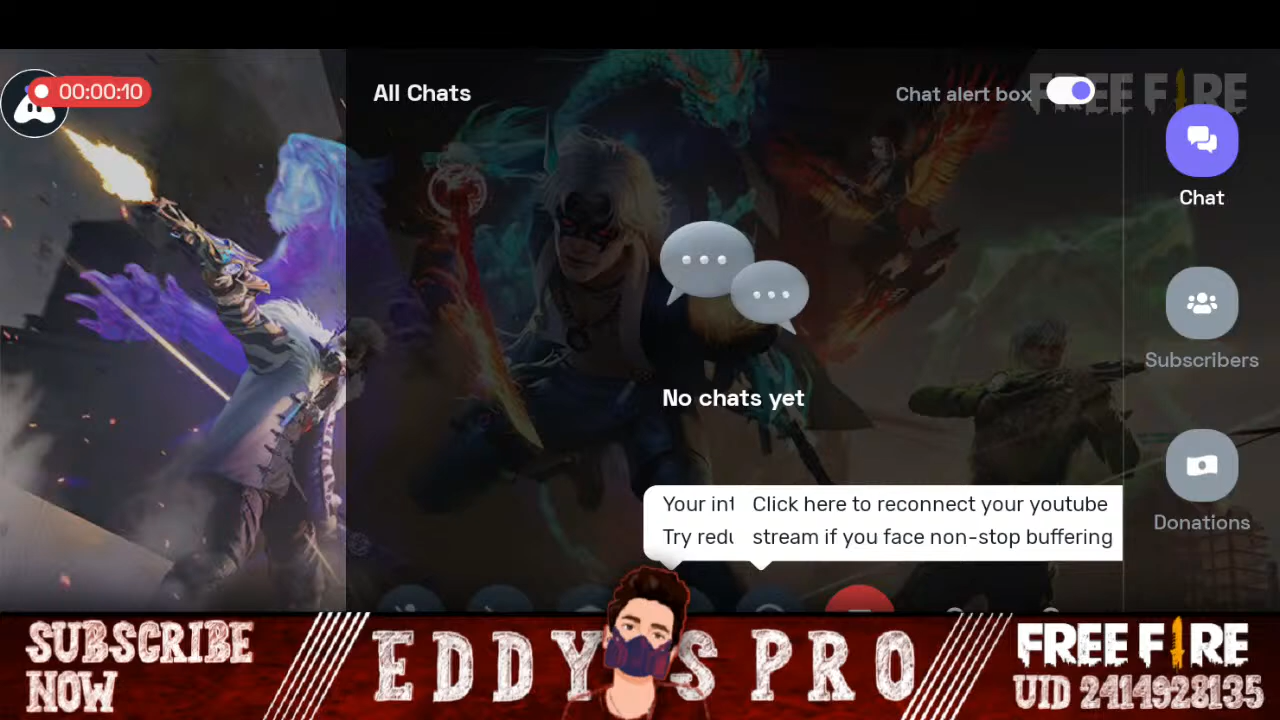 00:00:10
All Chats
Chat alert box
FREE FIRE
Chat
Subscribers
No chats yet
Your int
Try redu
Click here to reconnect your youtube
stream if you face non-stop buffering
Donations
SUBSCRIBE
NOW
EDDY'S PRO
FREE FIRE
UID 2414928135